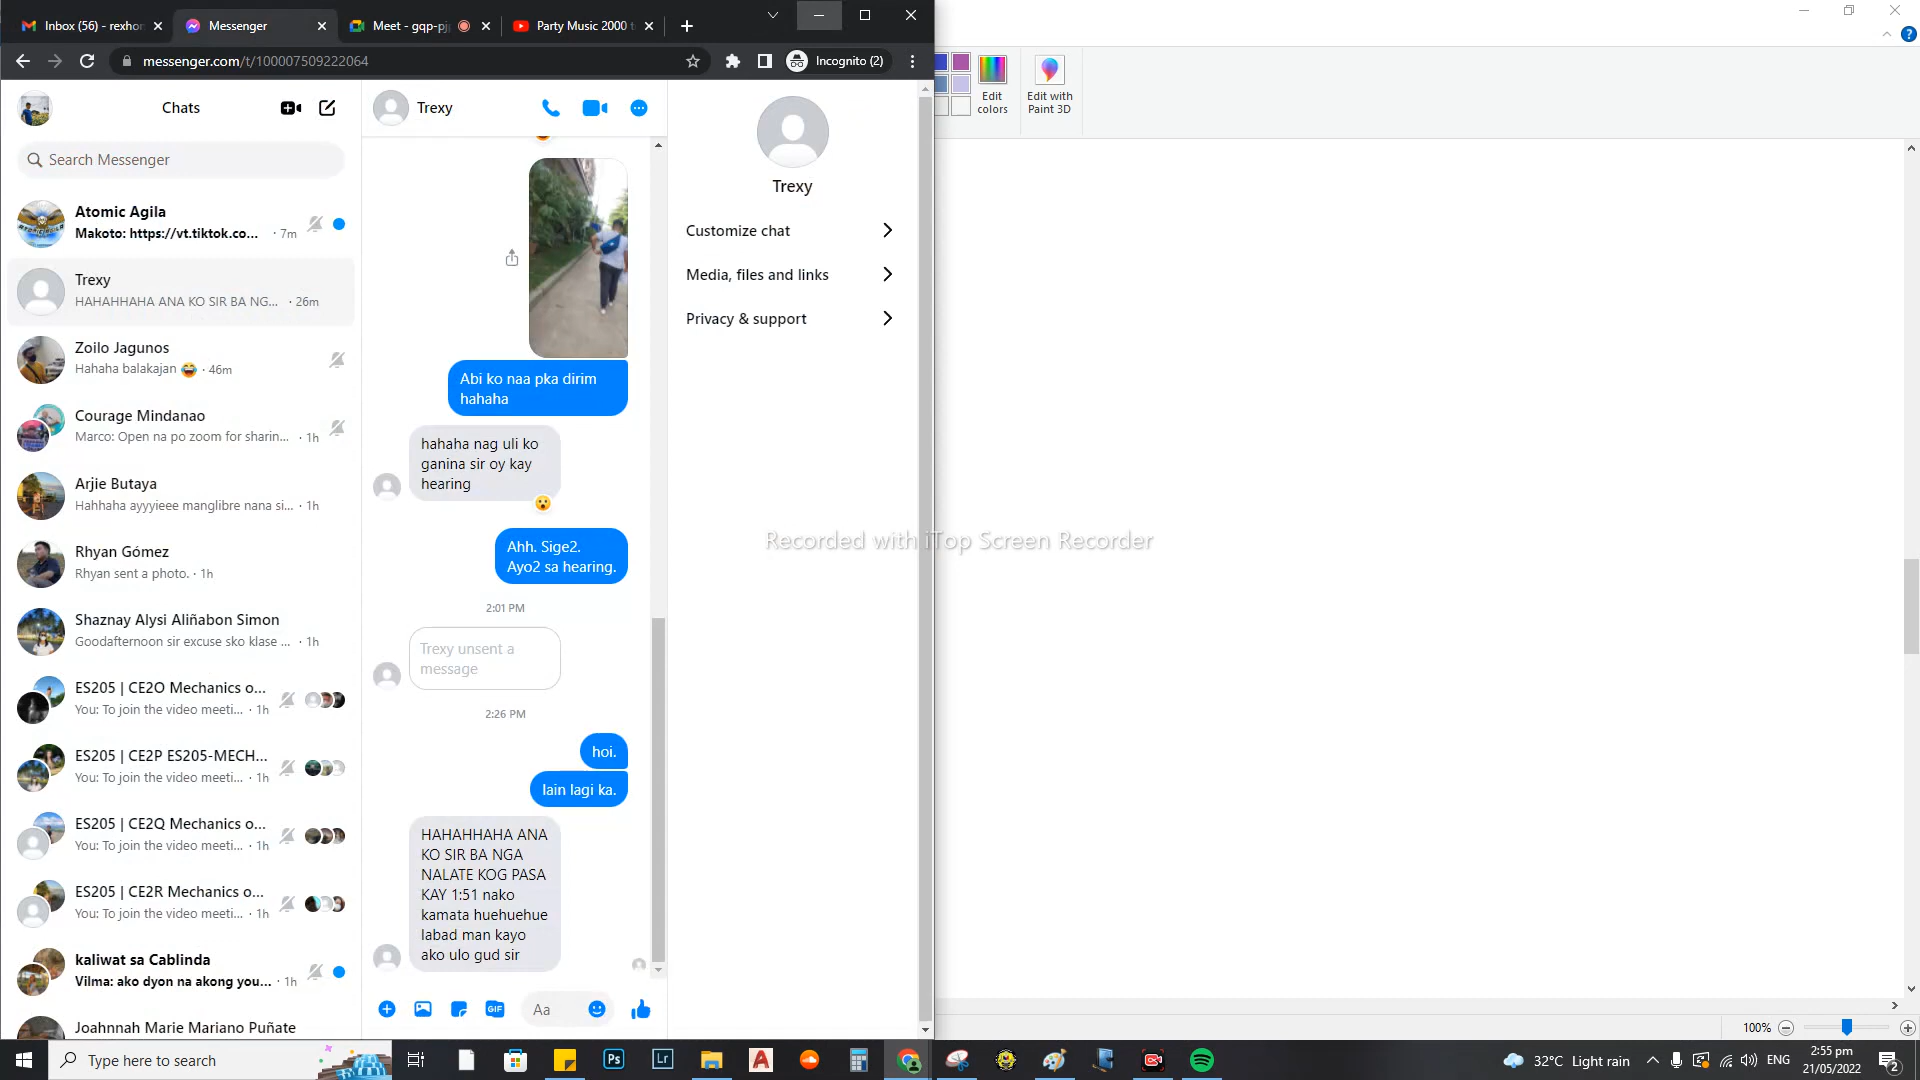 Inbox (56) - rexhon
Messenger
Meet - gqp-pj
Party Music 2000 t
messenger.com/t/100007509222064
Incognito (2)
Chats
Search Messenger
Atomic Agila
Makoto: https://vt.tiktok.co... · 7m
Trexy
HAHAHHAHA ANA KO SIR BA NG... · 26m
Zoilo Jagunos
Hahaha balakajan 😂 · 46m
Courage Mindanao
Marco: Open na po zoom for sharin... · 1h
Arjie Butaya
Hahhaha ayyyieee manglibre nana si... · 1h
Rhyan Gómez
Rhyan sent a photo. · 1h
Shaznay Alysi Aliñabon Simon
Goodafternoon sir excuse sko klase ... · 1h
ES205 | CE2O Mechanics o...
You: To join the video meeti... · 1h
ES205 | CE2P ES205-MECH...
You: To join the video meeti... · 1h
ES205 | CE2Q Mechanics o...
You: To join the video meeti... · 1h
ES205 | CE2R Mechanics o...
You: To join the video meeti... · 1h
kaliwat sa Cablinda
Vilma: ako dyon na akong you... · 1h
Joahnnah Marie Mariano Puñate
Trexy
Abi ko naa pka dirim
hahaha
hahaha nag uli ko
ganina sir oy kay
hearing
Ahh. Sige2.
Ayo2 sa hearing.
2:01 PM
Trexy unsent a
message
2:26 PM
hoi.
lain lagi ka.
HAHAHHAHA ANA
KO SIR BA NGA
NALATE KOG PASA
KAY 1:51 nako
kamata huehuehue
labad man kayo
ako ulo gud sir
GIF
Aa
Trexy
Customize chat
Media, files and links
Privacy & support
Edit
colors
Edit with
Paint 3D
Recorded with iTop Screen Recorder
100%
Type here to search
Ps
Lr
32°C Light rain
ENG
2:55 pm
21/05/2022
2